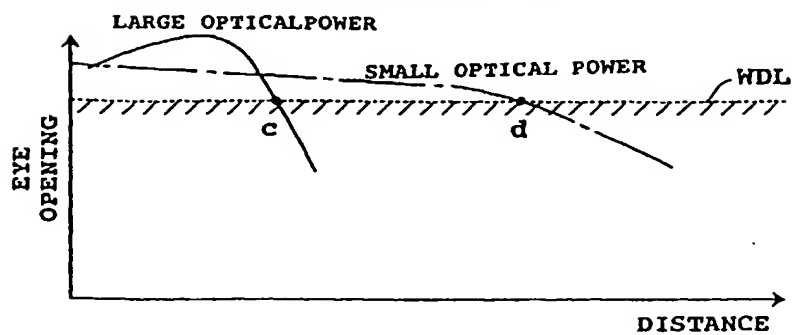 LARGE OPTICALPOWER
SMALL OPTICAL POWER
WDL
c
d
EYE
OPENING
DISTANCE